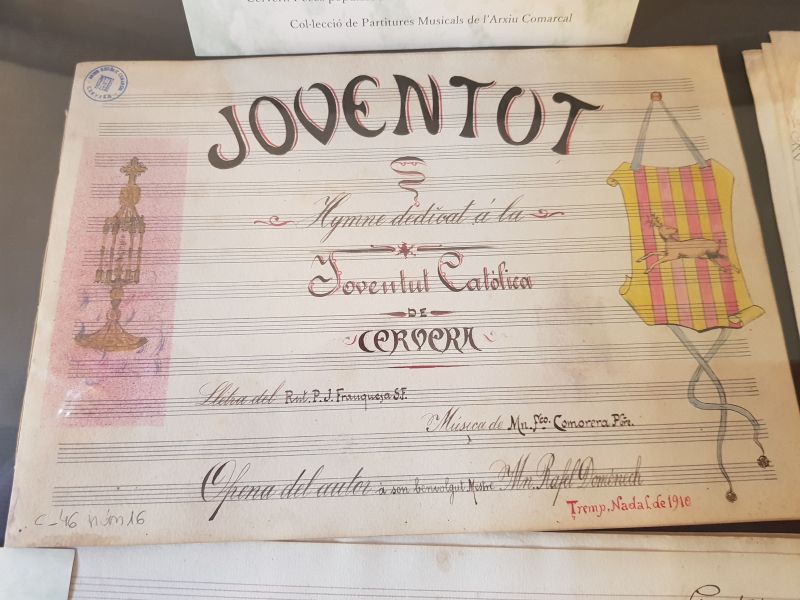 Col·lecció de Partitures Musicals de l'Arxiu Comarcal
JOVENTUT
Hymne dedicat á la
Joventut Católica
DE
CERVERA
Lletra del Rnt. P. J. Franquesa S.F.
Música de Mn. Fco. Comorera Pvre.
Ofrena del autor à son benvolgut Mestre Mn. Rafel Doménech
Tremp, Nadal de 1910
C-46 núm 16